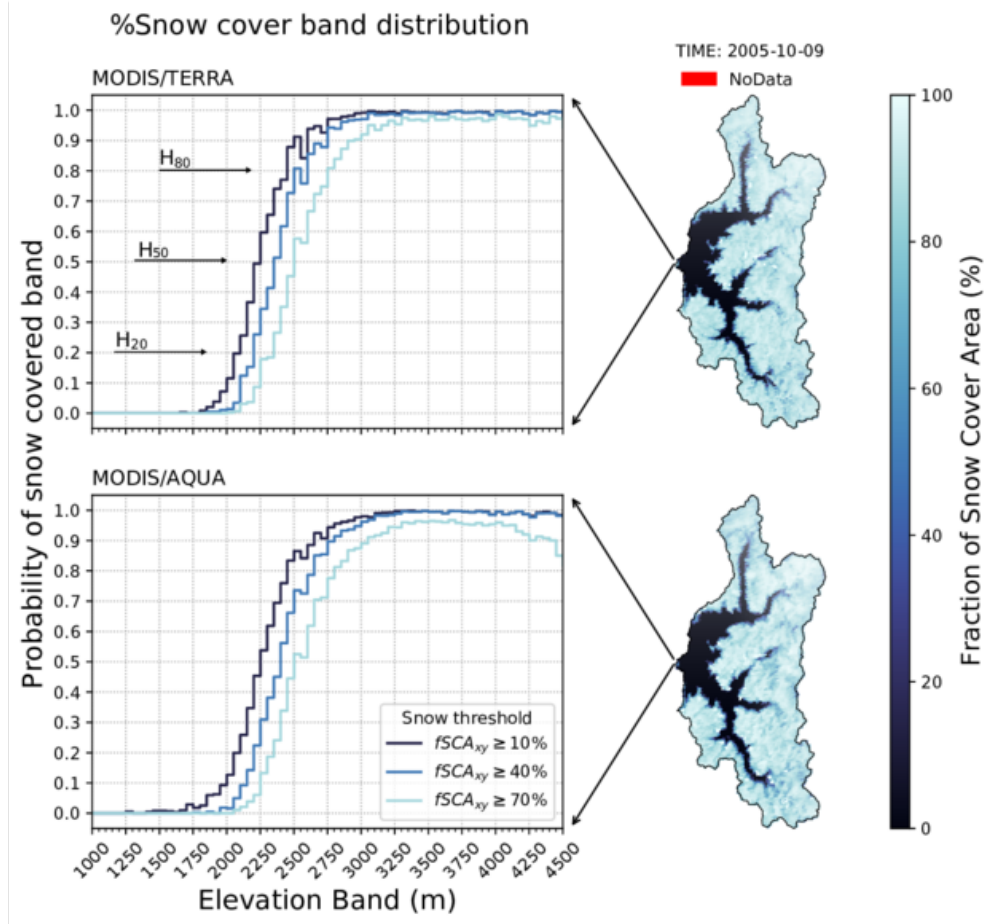 %Snow cover band distribution
TIME: 2005-10-09
NoData
MODIS/TERRA
1.0
0.9
0.8
0.7
0.6
0.5
0.4
0.3
0.2
0.1
0.0
H80
H50
H20
Probability of snow covered band
MODIS/AQUA
1.0
0.9
0.8
0.7
0.6
0.5
0.4
0.3
0.2
0.1
0.0
Snow threshold
fSCAxy ≥ 10%
fSCAxy ≥ 40%
fSCAxy ≥ 70%
1000 1250 1500 1750 2000 2250 2500 2750 3000 3250 3500 3750 4000 4250 4500
Elevation Band (m)
100
80
60
40
20
0
Fraction of Snow Cover Area (%)